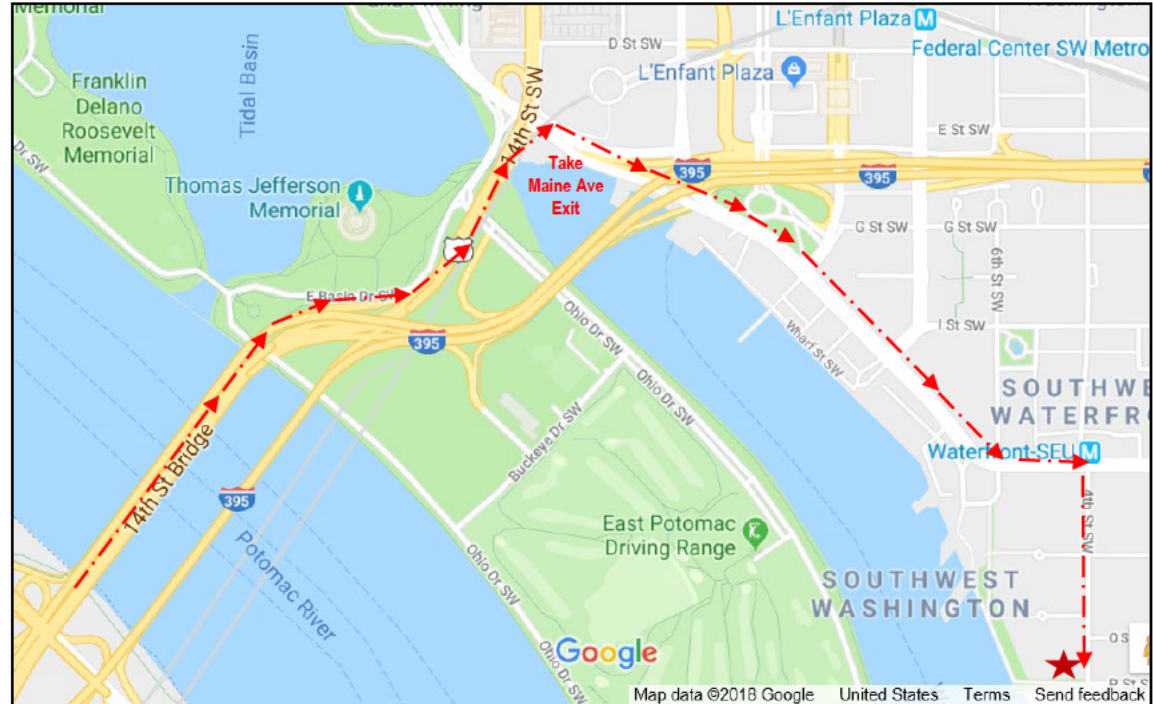 Memorial
L'Enfant Plaza M
D St SW
Federal Center SW Metro
L'Enfant Plaza
Franklin
Delano
Roosevelt
Memorial
Tidal Basin
14th St SW
E St SW
Dr SW
Take
Maine Ave
Exit
395
395
Thomas Jefferson
Memorial
G St SW
G St SW
6th St SW
E Basin Dr SW
Ohio Dr SW
I St SW
395
Wharf St SW
Ohio Dr SW
SOUTHWE
WATERFR
14th St Bridge
Buckeye Dr SW
Waterfront-SEU M
395
4th St SW
East Potomac
Driving Range
Potomac River
Ohio Dr SW
SOUTHWEST
WASHINGTON
O S
Google
P St S
Map data ©2018 Google United States Terms Send feedback